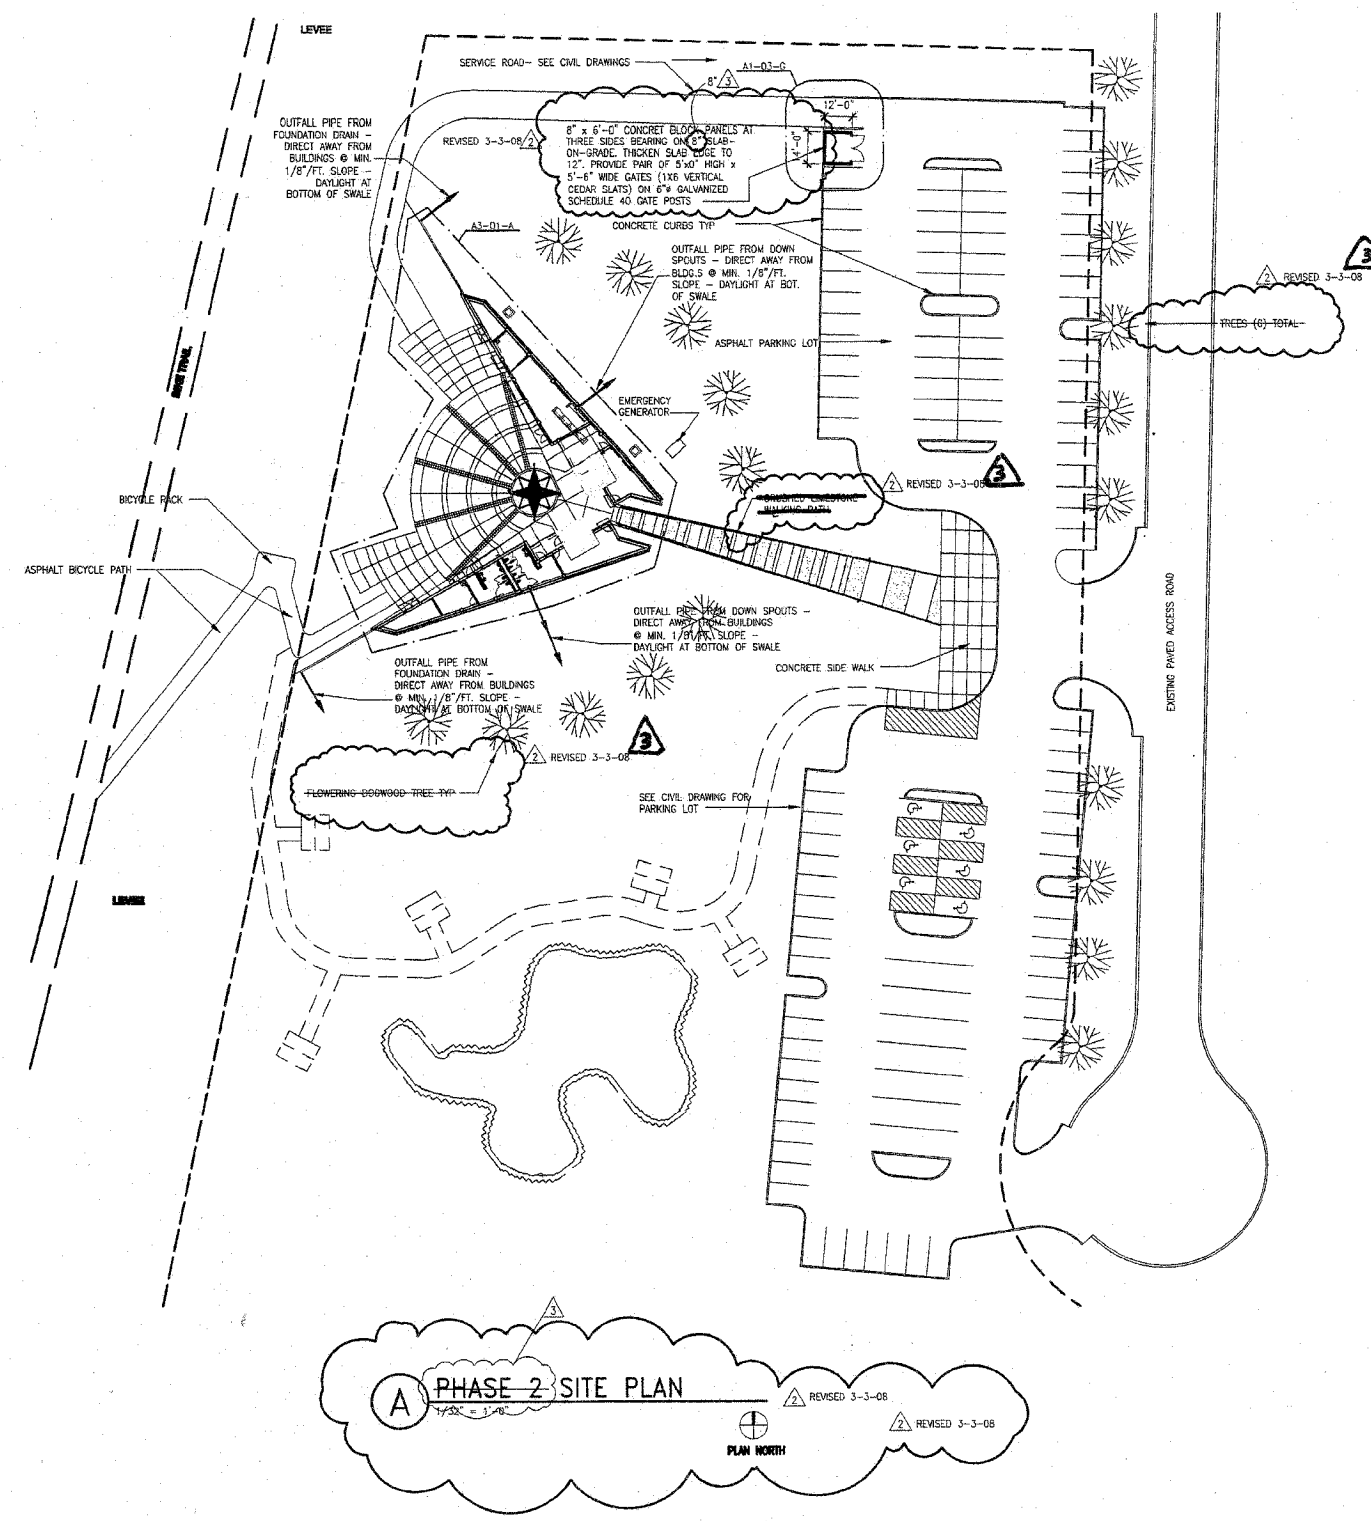 LEVEE
SERVICE ROAD- SEE CIVIL DRAWINGS
8" 3
A1-03-G
12'-0"
OUTFALL PIPE FROM
FOUNDATION DRAIN -
DIRECT AWAY FROM
BUILDINGS @ MIN.
1/8"/FT. SLOPE -
DAYLIGHT AT
BOTTOM OF SWALE
REVISED 3-3-08 2
8" x 6'-0" CONCRET BLOCK PANELS AT
THREE SIDES BEARING ON 8" SLAB-
ON-GRADE. THICKEN SLAB EDGE TO
12". PROVIDE PAIR OF 5'x0" HIGH x
5'-6" WIDE GATES (1X6 VERTICAL
CEDAR SLATS) ON 6"ø GALVANIZED
SCHEDULE 40 GATE POSTS
A3-01-A
CONCRETE CURBS TYP
OUTFALL PIPE FROM DOWN
SPOUTS - DIRECT AWAY FROM
BLDG.S @ MIN. 1/8"/FT.
SLOPE - DAYLIGHT AT BOT.
OF SWALE
3
2 REVISED 3-3-08
TREES (6) TOTAL
ASPHALT PARKING LOT
BIKE TRAIL
EMERGENCY
GENERATOR
3
2 REVISED 3-3-08
CRUSHED LIMESTONE
WALKING PATH
BICYCLE RACK
ASPHALT BICYCLE PATH
EXISTING PAVED ACCESS ROAD
OUTFALL PIPE FROM DOWN SPOUTS -
DIRECT AWAY FROM BUILDINGS
@ MIN. 1/8"/FT. SLOPE -
DAYLIGHT AT BOTTOM OF SWALE
CONCRETE SIDE WALK
OUTFALL PIPE FROM
FOUNDATION DRAIN -
DIRECT AWAY FROM BUILDINGS
@ MIN. 1/8"/FT. SLOPE -
DAYLIGHT AT BOTTOM OF SWALE
3
2 REVISED 3-3-08
FLOWERING DOGWOOD TREE TYP
SEE CIVIL DRAWING FOR
PARKING LOT
LEVEE
3
A PHASE 2 SITE PLAN
1/32" = 1'-0"
2 REVISED 3-3-08
2 REVISED 3-3-08
PLAN NORTH